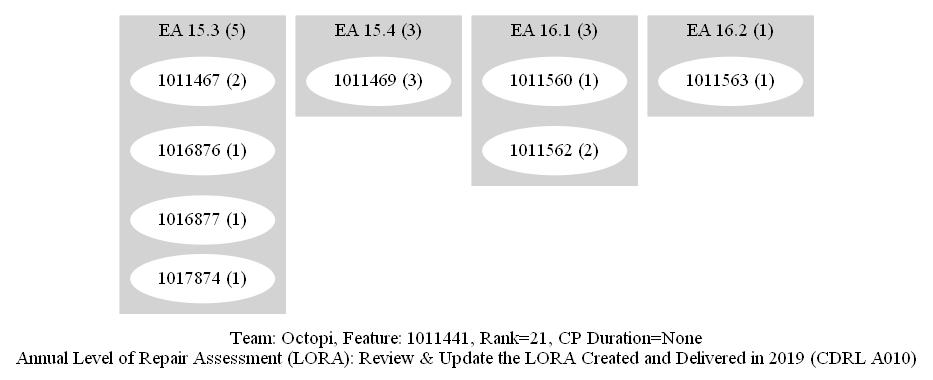 EA 15.3 (5)
1011467 (2)
1016876 (1)
1016877 (1)
1017874 (1)
EA 15.4 (3)
1011469 (3)
EA 16.1 (3)
1011560 (1)
1011562 (2)
EA 16.2 (1)
1011563 (1)
Team: Octopi, Feature: 1011441, Rank=21, CP Duration=None
Annual Level of Repair Assessment (LORA): Review & Update the LORA Created and Delivered in 2019 (CDRL A010)